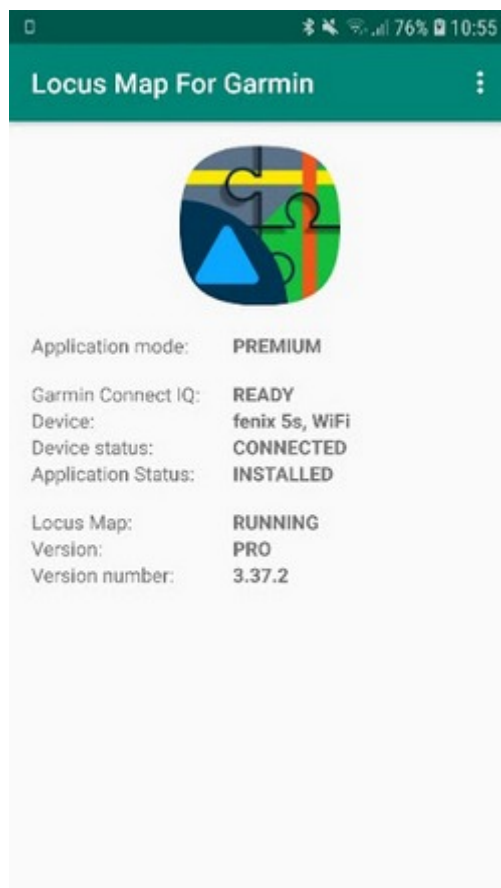 76% 10:55
Locus Map For Garmin
Application mode: PREMIUM
Garmin Connect IQ: READY
Device: fenix 5s, WiFi
Device status: CONNECTED
Application Status: INSTALLED
Locus Map: RUNNING
Version: PRO
Version number: 3.37.2